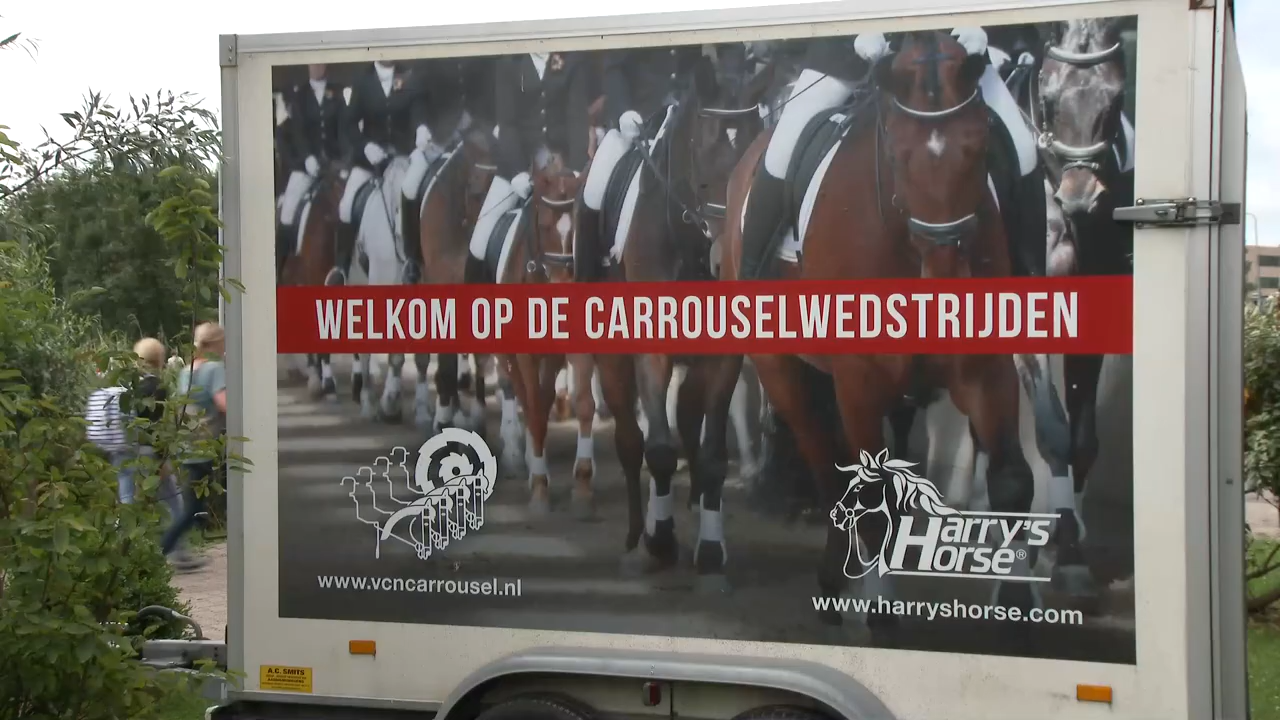 WELKOM OP DE CARROUSELWEDSTRIJDEN
www.vcncarrousel.nl
Harry's
Horse®
www.harryshorse.com
A.C. SMITS